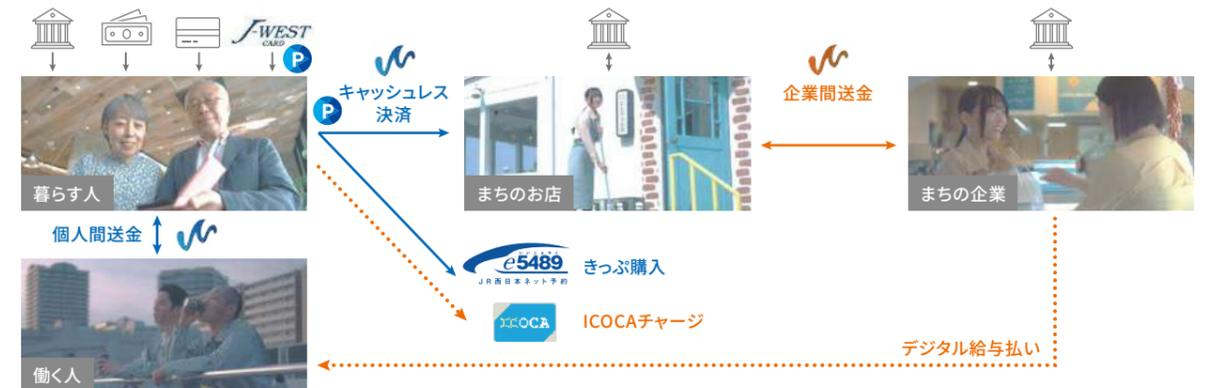 J-WEST
CARD
P
P
キャッシュレス
決済
企業間送金
暮らす人
まちのお店
まちの企業
個人間送金
e5489
JR西日本ネット予約
きっぷ購入
ICOCA
ICOCAチャージ
デジタル給与払い
働く人